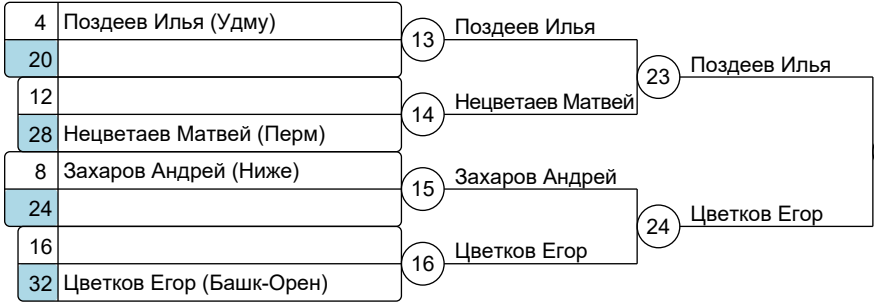 4 Поздеев Илья (Удму)
20
13 Поздеев Илья
12
28 Нецветаев Матвей (Перм)
14 Нецветаев Матвей
23 Поздеев Илья
8 Захаров Андрей (Ниже)
24
15 Захаров Андрей
16
32 Цветков Егор (Башк-Орен)
16 Цветков Егор
24 Цветков Егор